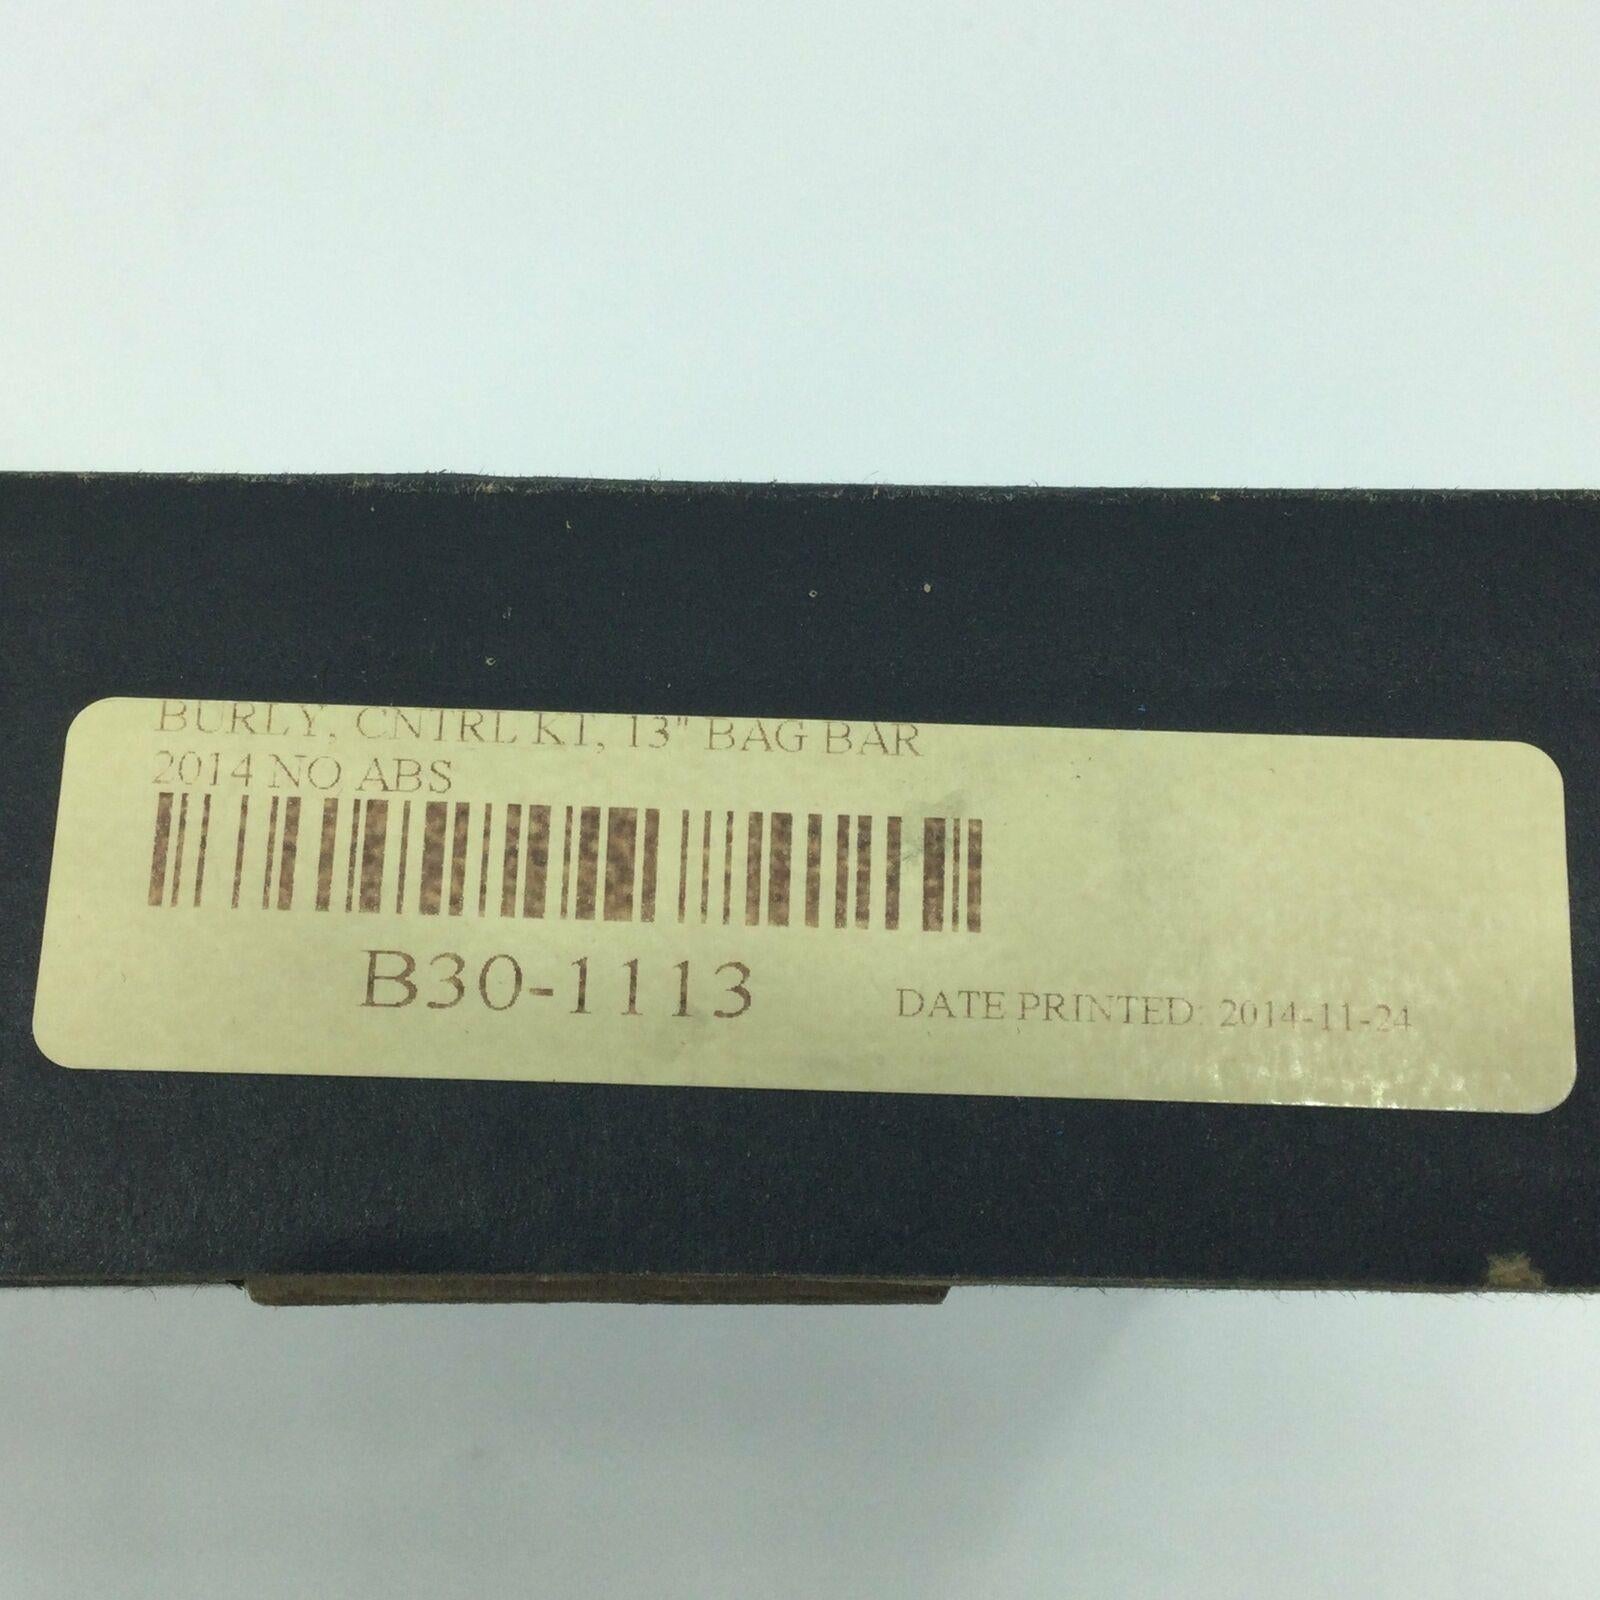 BURLY, CNTRL KT, 13" BAG BAR
2014 NO ABS
B30-1113
DATE PRINTED: 2014-11-24